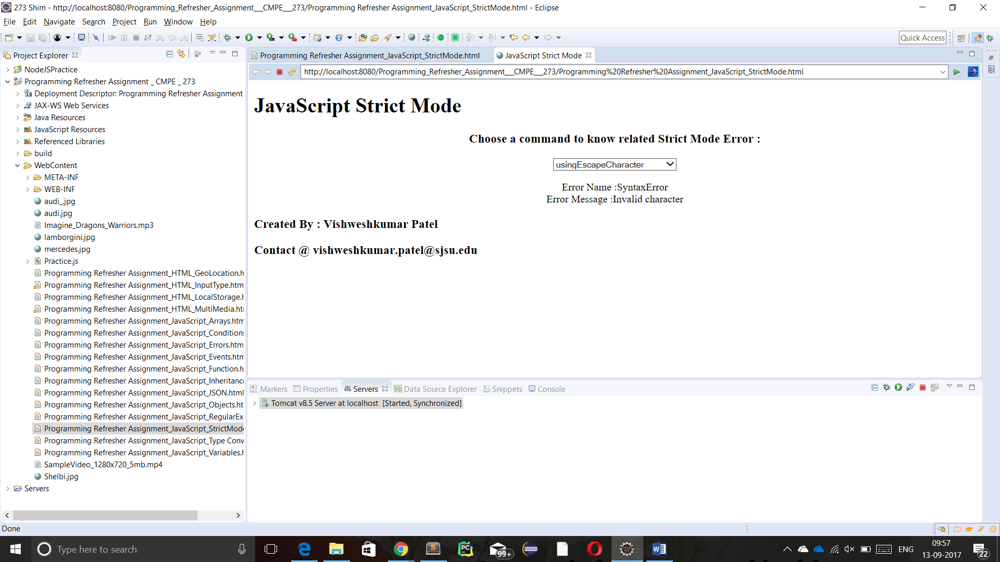 273 Shim - http://localhost:8080/Programming_Refresher_Assignment___CMPE___273/Programming Refresher Assignment_JavaScript_StrictMode.html - Eclipse
File Edit Navigate Search Project Run Window Help
Quick Access
Project Explorer
NodeJSPractice
Programming Refresher Assignment _ CMPE _ 273
Deployment Descriptor: Programming Refresher Assignment
JAX-WS Web Services
Java Resources
JavaScript Resources
Referenced Libraries
build
WebContent
META-INF
WEB-INF
audi_.jpg
audi.jpg
Imagine_Dragons_Warriors.mp3
lamborgini.jpg
mercedes.jpg
Practice.js
Programming Refresher Assignment_HTML_GeoLocation.h
Programming Refresher Assignment_HTML_InputType.htm
Programming Refresher Assignment_HTML_LocalStorage.h
Programming Refresher Assignment_HTML_MultiMedia.htr
Programming Refresher Assignment_JavaScript_Arrays.htm
Programming Refresher Assignment_JavaScript_Conditions
Programming Refresher Assignment_JavaScript_Errors.htm
Programming Refresher Assignment_JavaScript_Events.htm
Programming Refresher Assignment_JavaScript_Function.h
Programming Refresher Assignment_JavaScript_Inheritance
Programming Refresher Assignment_JavaScript_JSON.html
Programming Refresher Assignment_JavaScript_Objects.ht
Programming Refresher Assignment_JavaScript_RegularEx
Programming Refresher Assignment_JavaScript_StrictMode
Programming Refresher Assignment_JavaScript_Type Conv
Programming Refresher Assignment_JavaScript_Variables.h
SampleVideo_1280x720_5mb.mp4
Shelbi.jpg
Servers
Programming Refresher Assignment_JavaScript_StrictMode.html
JavaScript Strict Mode
http://localhost:8080/Programming_Refresher_Assignment___CMPE___273/Programming%20Refresher%20Assignment_JavaScript_StrictMode.html
JavaScript Strict Mode
Choose a command to know related Strict Mode Error :
usingEscapeCharacter
Error Name :SyntaxError
Error Message :Invalid character
Created By : Vishweshkumar Patel
Contact @ vishweshkumar.patel@sjsu.edu
Markers Properties Servers Data Source Explorer Snippets Console
Tomcat v8.5 Server at localhost [Started, Synchronized]
Done
Type here to search
99+
ENG
09:57
13-09-2017
22